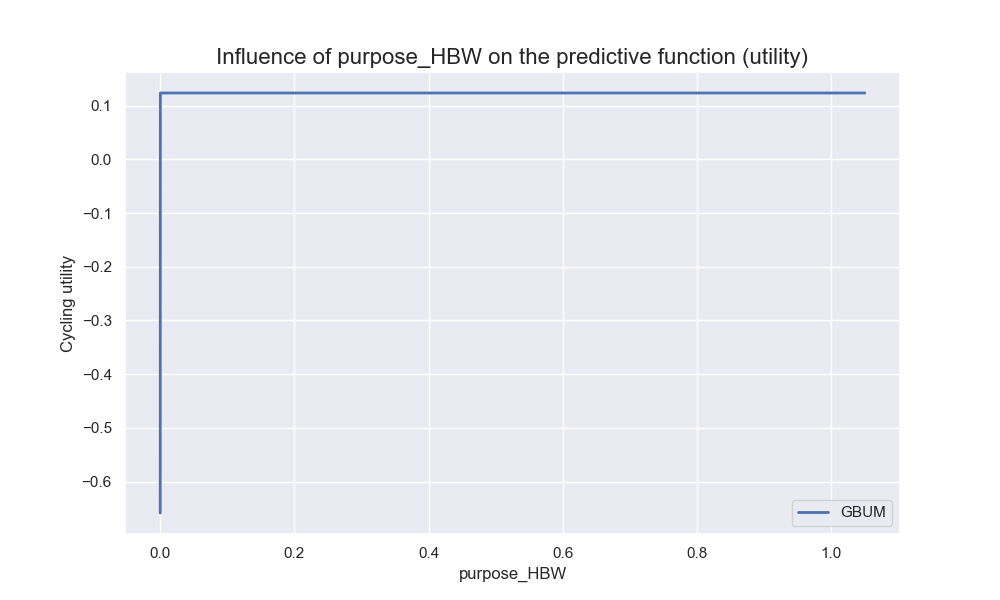 Influence of purpose_HBW on the predictive function (utility)
0.1
0.0
−0.1
−0.2
−0.3
−0.4
−0.5
−0.6
Cycling utility
GBUM
0.0 0.2 0.4 0.6 0.8 1.0
purpose_HBW